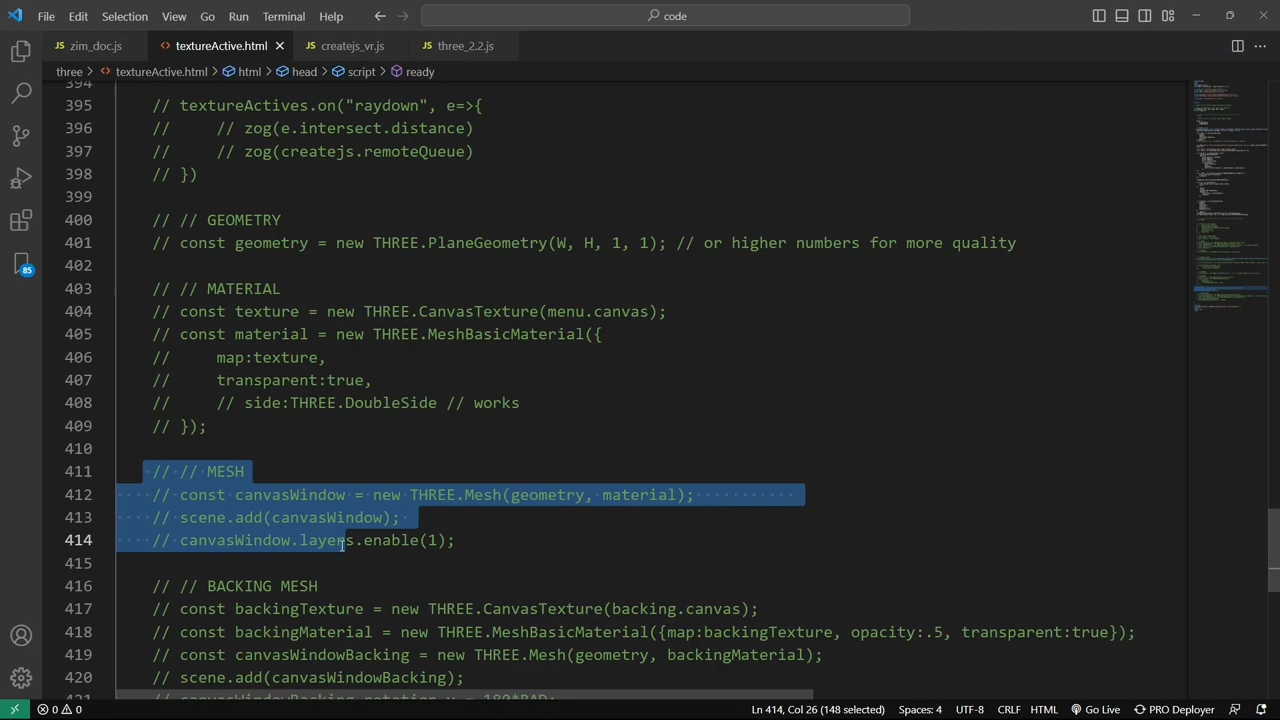 File Edit Selection View Go Run Terminal Help code
zim_doc.js textureActive.html createjs_vr.js three_2.2.js
three > textureActive.html > html > head > script > ready
394
395 // textureActives.on("raydown", e=>{
396 // // zog(e.intersect.distance)
397 // // zog(createjs.remoteQueue)
398 // })
399
400 // // GEOMETRY
401 // const geometry = new THREE.PlaneGeometry(W, H, 1, 1); // or higher numbers for more quality
402
403 // // MATERIAL
404 // const texture = new THREE.CanvasTexture(menu.canvas);
405 // const material = new THREE.MeshBasicMaterial({
406 // map:texture,
407 // transparent:true,
408 // // side:THREE.DoubleSide // works
409 // });
410
411 // // MESH
412 // const canvasWindow = new THREE.Mesh(geometry, material);
413 // scene.add(canvasWindow);
414 // canvasWindow.layers.enable(1);
415
416 // // BACKING MESH
417 // const backingTexture = new THREE.CanvasTexture(backing.canvas);
418 // const backingMaterial = new THREE.MeshBasicMaterial({map:backingTexture, opacity:.5, transparent:true});
419 // const canvasWindowBacking = new THREE.Mesh(geometry, backingMaterial);
420 // scene.add(canvasWindowBacking);
421 // canvasWindowBacking.rotation.y = 180*RAD;
85
0 0 Ln 414, Col 26 (148 selected) Spaces: 4 UTF-8 CRLF HTML Go Live PRO Deployer